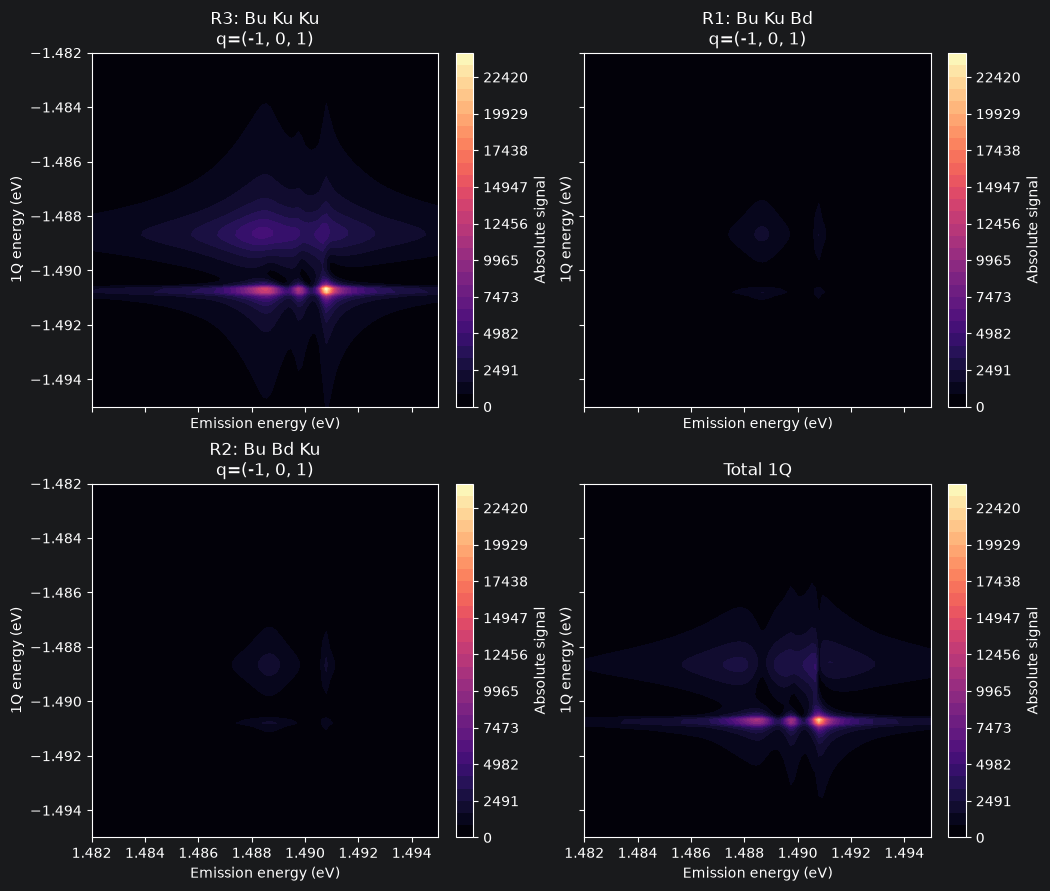 R3: Bu Ku Ku
q=(-1, 0, 1)
−1.482
−1.484
−1.486
−1.488
−1.490
−1.492
−1.494
1Q energy (eV)
Emission energy (eV)
22420
19929
17438
14947
12456
9965
7473
4982
2491
0
Absolute signal
R1: Bu Ku Bd
q=(-1, 0, 1)
1Q energy (eV)
Emission energy (eV)
22420
19929
17438
14947
12456
9965
7473
4982
2491
0
Absolute signal
R2: Bu Bd Ku
q=(-1, 0, 1)
−1.482
−1.484
−1.486
−1.488
−1.490
−1.492
−1.494
1Q energy (eV)
1.482 1.484 1.486 1.488 1.490 1.492 1.494
Emission energy (eV)
22420
19929
17438
14947
12456
9965
7473
4982
2491
0
Absolute signal
Total 1Q
1Q energy (eV)
1.482 1.484 1.486 1.488 1.490 1.492 1.494
Emission energy (eV)
22420
19929
17438
14947
12456
9965
7473
4982
2491
0
Absolute signal